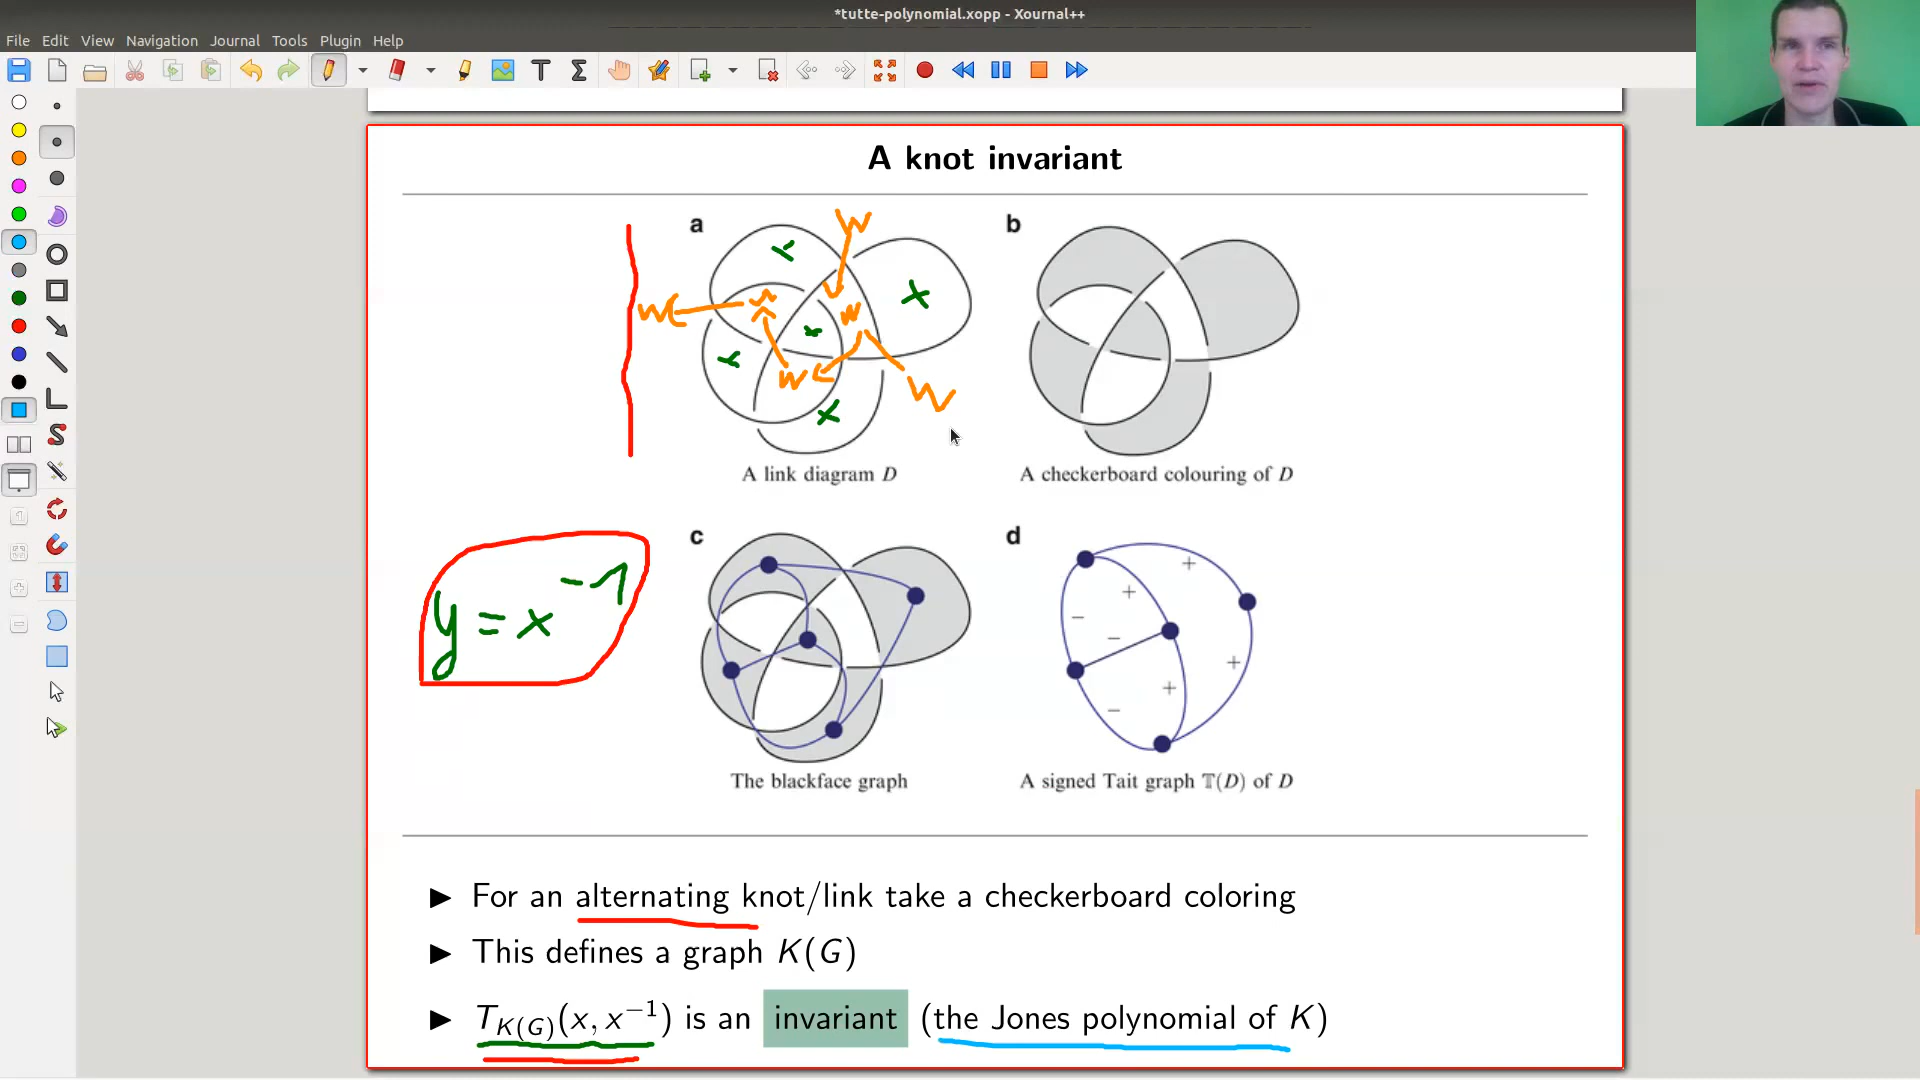 *tutte-polynomial.xopp - Xournal++
File Edit View Navigation Journal Tools Plugin Help
A knot invariant
a
b
W
x
x
W
W
x
x
W
W
x
A link diagram D
A checkerboard colouring of D
c
d
y = x⁻¹
+
+
−
−
+
+
−
The blackface graph
A signed Tait graph 𝕋(D) of D
▶ For an alternating knot/link take a checkerboard coloring
▶ This defines a graph K(G)
▶ T_{K(G)}(x, x⁻¹) is an invariant (the Jones polynomial of K)